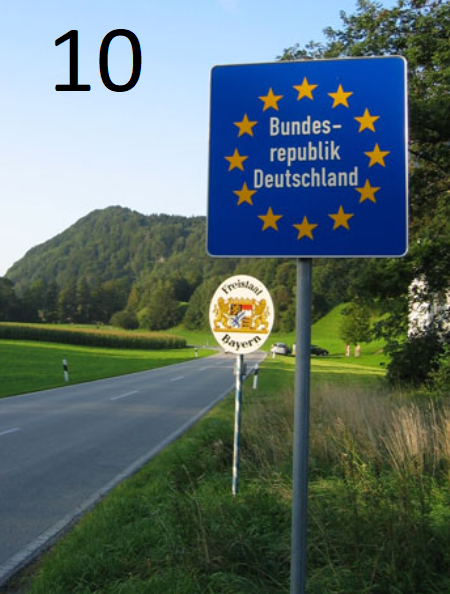 10
Bundes-
republik
Deutschland
Freistaat
Bayern